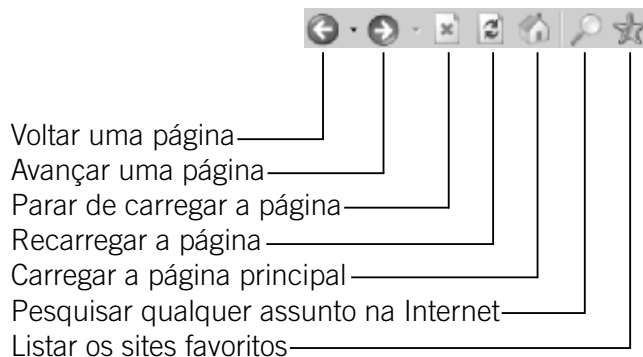 Voltar uma página
Avançar uma página
Parar de carregar a página
Recarregar a página
Carregar a página principal
Pesquisar qualquer assunto na Internet
Listar os sites favoritos